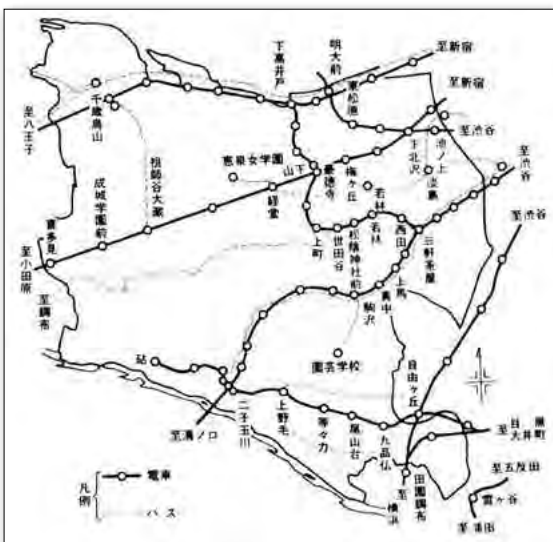 下高井戸
明大前
東松原
至新宿
至新宿
至渋谷
至渋谷
至渋谷
至八王子
千歳烏山
祖師谷大蔵
恵泉女学園
山下
豪徳寺
梅ヶ丘
若林
下北沢
池ノ上
淡島
成城学園前
喜多見
至小田原
至調布
経堂
上町
世田谷
松陰神社前
若林
西田
三軒茶屋
上馬
真中
駒沢
園芸学校
自由ヶ丘
砧
至溝ノ口
二子玉川
上野毛
等々力
尾山台
九品仏
田園調布
至横浜
至目黒
大井町
至五反田
雪ヶ谷
至蒲田
凡例
電車
バス